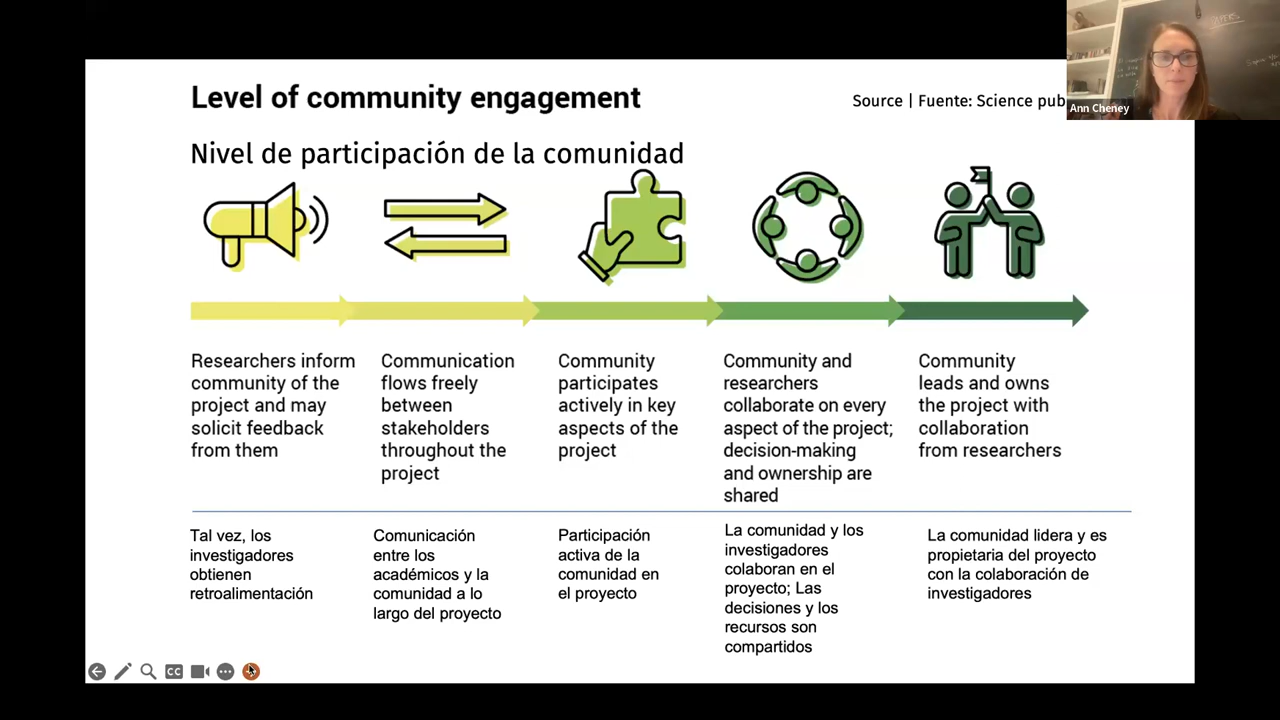 Level of community engagement
Source | Fuente: Science pub
Ann Cheney
Nivel de participación de la comunidad
Researchers inform
community of the
project and may
solicit feedback
from them
Communication
flows freely
between
stakeholders
throughout the
project
Community
participates
actively in key
aspects of the
project
Community and
researchers
collaborate on every
aspect of the project;
decision-making
and ownership are
shared
Community
leads and owns
the project with
collaboration
from researchers
Tal vez, los
investigadores
obtienen
retroalimentación
Comunicación
entre los
académicos y la
comunidad a lo
largo del proyecto
Participación
activa de la
comunidad en
el proyecto
La comunidad y los
investigadores
colaboran en el
proyecto; Las
decisiones y los
recursos son
compartidos
La comunidad lidera y es
propietaria del proyecto
con la colaboración de
investigadores
CC